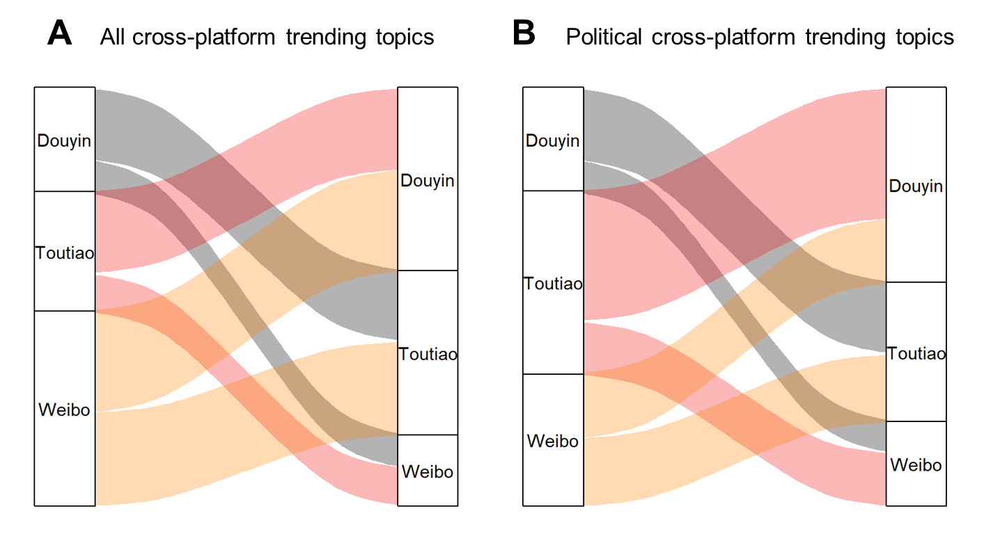 A All cross-platform trending topics
Douyin
Toutiao
Weibo
Douyin
Toutiao
Weibo
B Political cross-platform trending topics
Douyin
Toutiao
Weibo
Douyin
Toutiao
Weibo